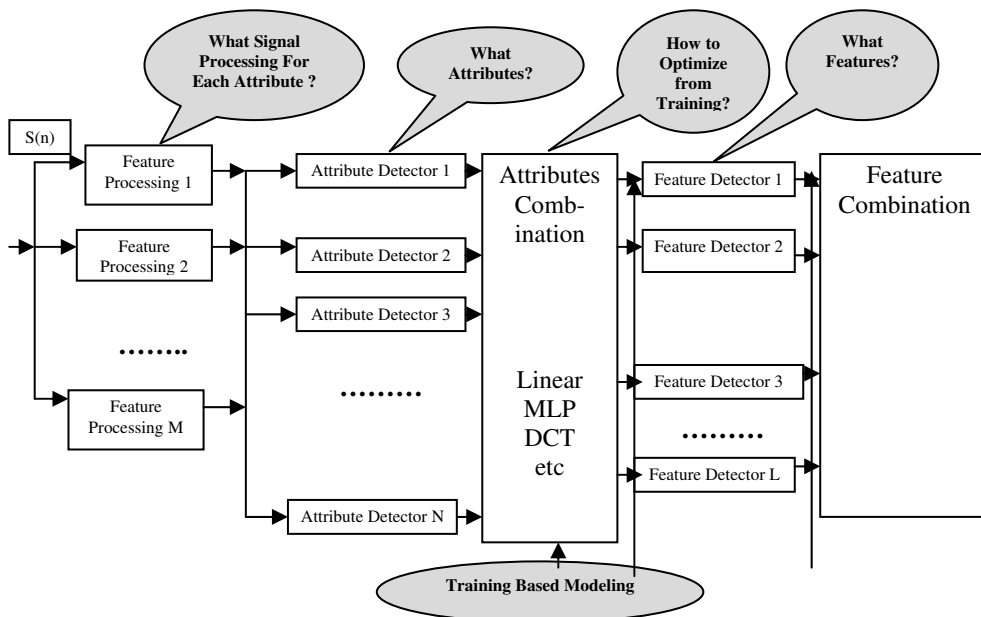 What Signal
Processing For
Each Attribute ?
What
Attributes?
How to
Optimize
from
Training?
What
Features?
S(n)
Feature
Processing 1
Attribute Detector 1
Attributes
Comb-
ination
Feature Detector 1
Feature
Combination
Feature
Processing 2
Attribute Detector 2
Feature Detector 2
Attribute Detector 3
........
.........
Linear
MLP
DCT
etc
Feature Detector 3
.........
Feature
Processing M
Feature Detector L
Attribute Detector N
Training Based Modeling